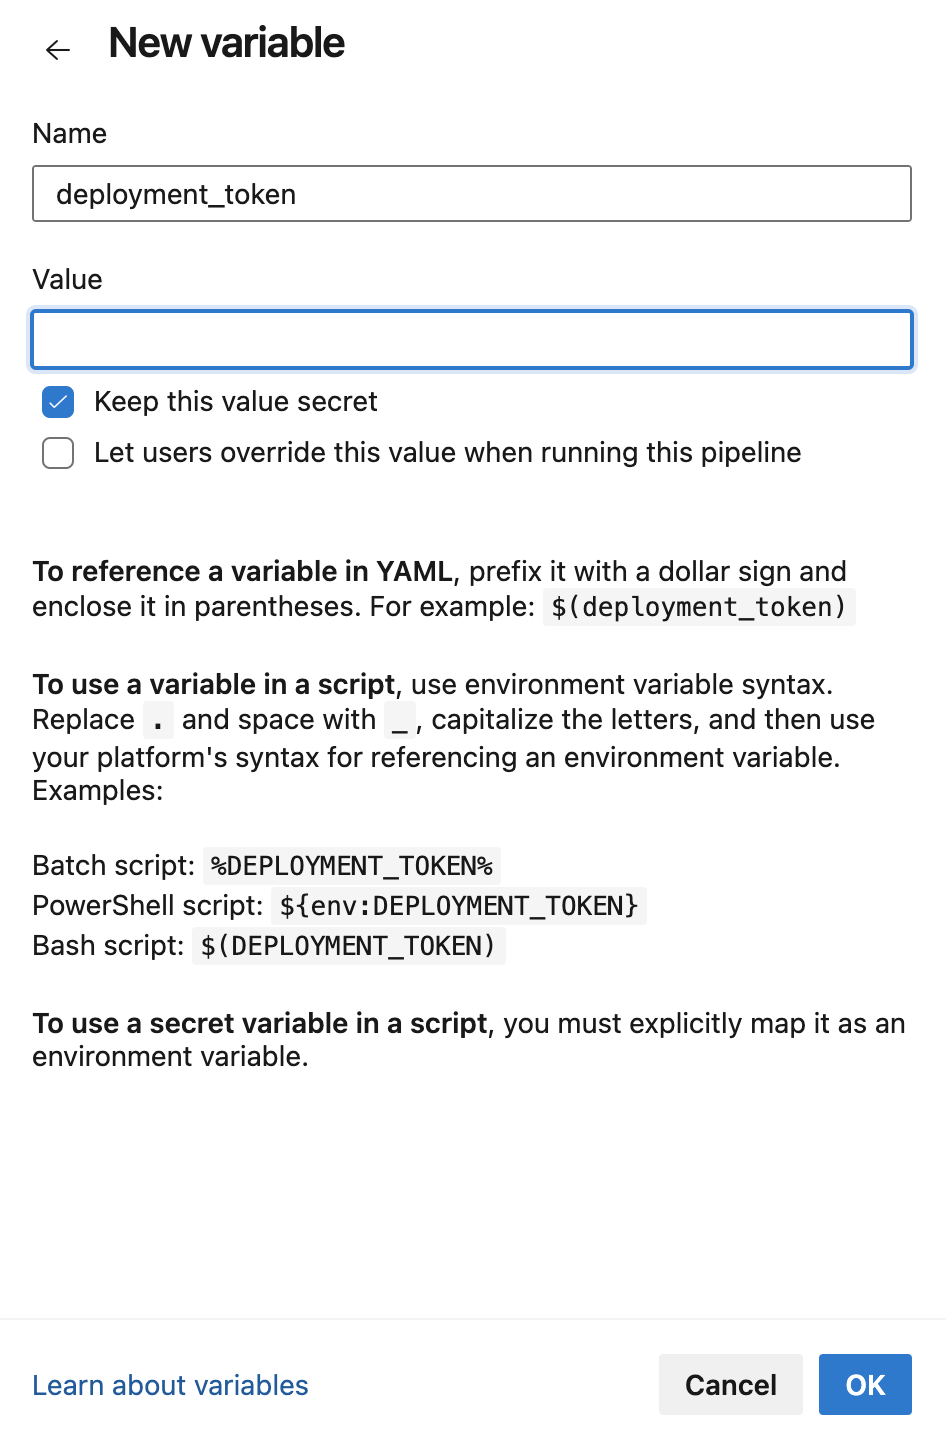 New variable
Name
deployment_token
Value
Keep this value secret
Let users override this value when running this pipeline
To reference a variable in YAML, prefix it with a dollar sign and
enclose it in parentheses. For example: $(deployment_token)
To use a variable in a script, use environment variable syntax.
Replace . and space with _, capitalize the letters, and then use
your platform's syntax for referencing an environment variable.
Examples:
Batch script: %DEPLOYMENT_TOKEN%
PowerShell script: ${env:DEPLOYMENT_TOKEN}
Bash script: $(DEPLOYMENT_TOKEN)
To use a secret variable in a script, you must explicitly map it as an
environment variable.
Learn about variables
Cancel
OK